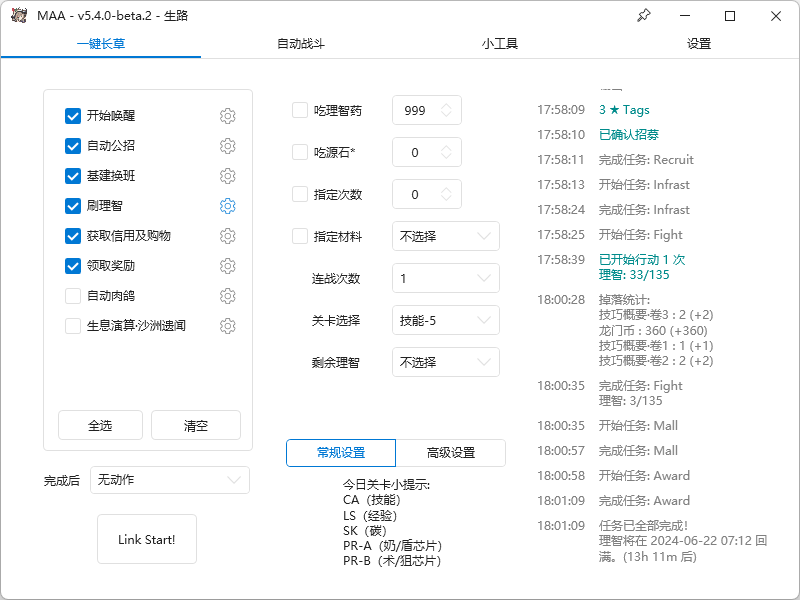 MAA - v5.4.0-beta.2 - 生路
一键长草
自动战斗
小工具
设置
开始唤醒
自动公招
基建换班
刷理智
获取信用及购物
领取奖励
自动肉鸽
生息演算·沙洲遗闻
全选
清空
完成后
无动作
Link Start!
吃理智药
999
吃源石*
0
指定次数
0
指定材料
不选择
连战次数
1
关卡选择
技能-5
剩余理智
不选择
常规设置
高级设置
今日关卡小提示:
CA（技能）
LS（经验）
SK（碳）
PR-A（奶/盾芯片）
PR-B（术/狙芯片）
17:58:09 3 ★ Tags
17:58:10 已确认招募
17:58:11 完成任务: Recruit
17:58:13 开始任务: Infrast
17:58:24 完成任务: Infrast
17:58:25 开始任务: Fight
17:58:39 已开始行动 1 次
理智: 33/135
18:00:28 掉落统计:
技巧概要·卷3 : 2 (+2)
龙门币 : 360 (+360)
技巧概要·卷1 : 1 (+1)
技巧概要·卷2 : 2 (+2)
18:00:35 完成任务: Fight
理智: 3/135
18:00:35 开始任务: Mall
18:00:57 完成任务: Mall
18:00:58 开始任务: Award
18:01:09 完成任务: Award
18:01:09 任务已全部完成！
理智将在 2024-06-22 07:12 回
满。(13h 11m 后)